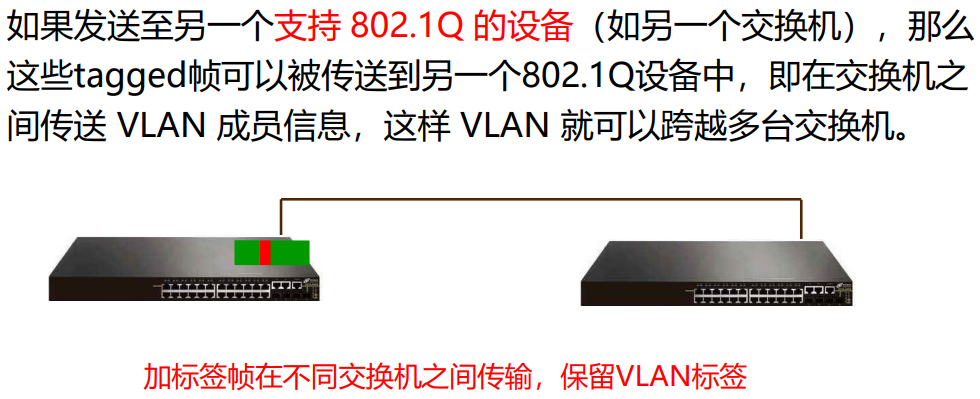 如果发送至另一个支持 802.1Q 的设备（如另一个交换机），那么
这些tagged帧可以被传送到另一个802.1Q设备中，即在交换机之
间传送 VLAN 成员信息，这样 VLAN 就可以跨越多台交换机。
加标签帧在不同交换机之间传输，保留VLAN标签